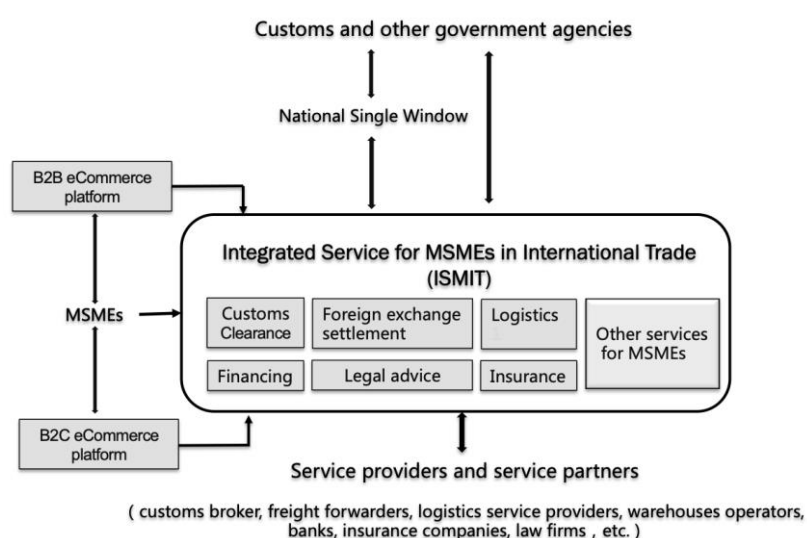 Customs and other government agencies
National Single Window
B2B eCommerce
platform
Integrated Service for MSMEs in International Trade
(ISMIT)
MSMEs
Customs
Clearance
Foreign exchange
settlement
Logistics
Other services
for MSMEs
Financing
Legal advice
Insurance
B2C eCommerce
platform
Service providers and service partners
( customs broker, freight forwarders, logistics service providers, warehouses operators,
banks, insurance companies, law firms , etc. )